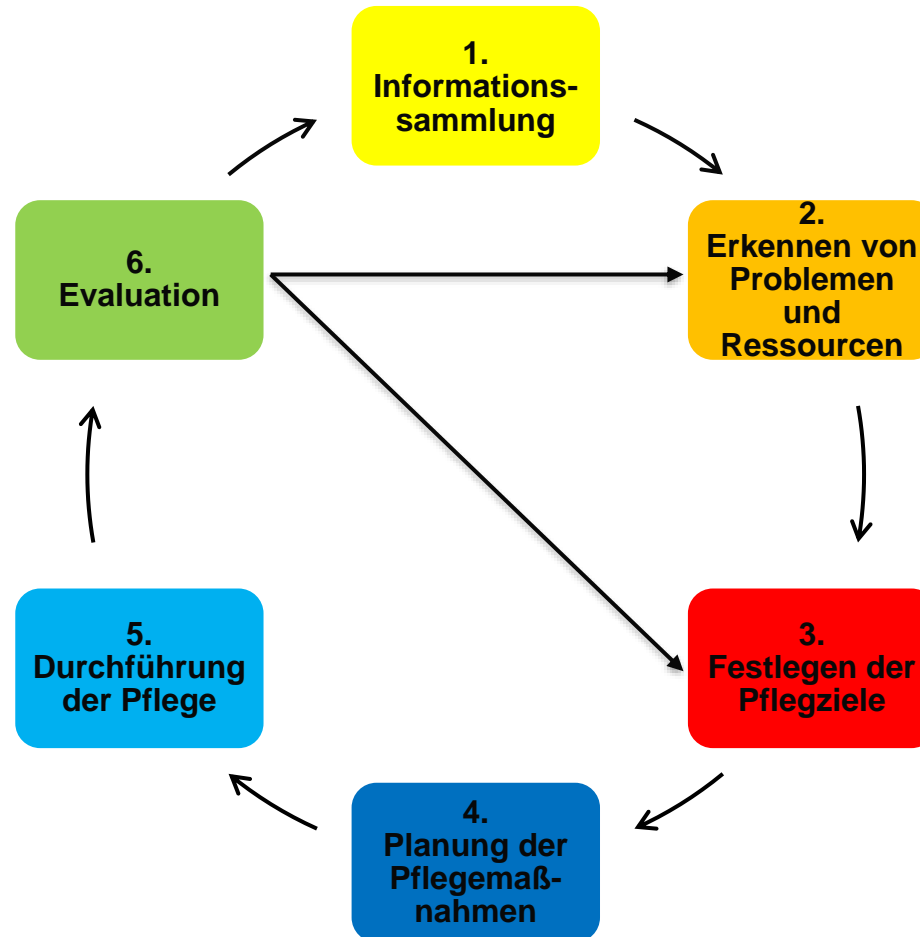 1.
Informations-
sammlung
2.
Erkennen von
Problemen
und
Ressourcen
3.
Festlegen der
Pflegziele
4.
Planung der
Pflegemaß-
nahmen
5.
Durchführung
der Pflege
6.
Evaluation